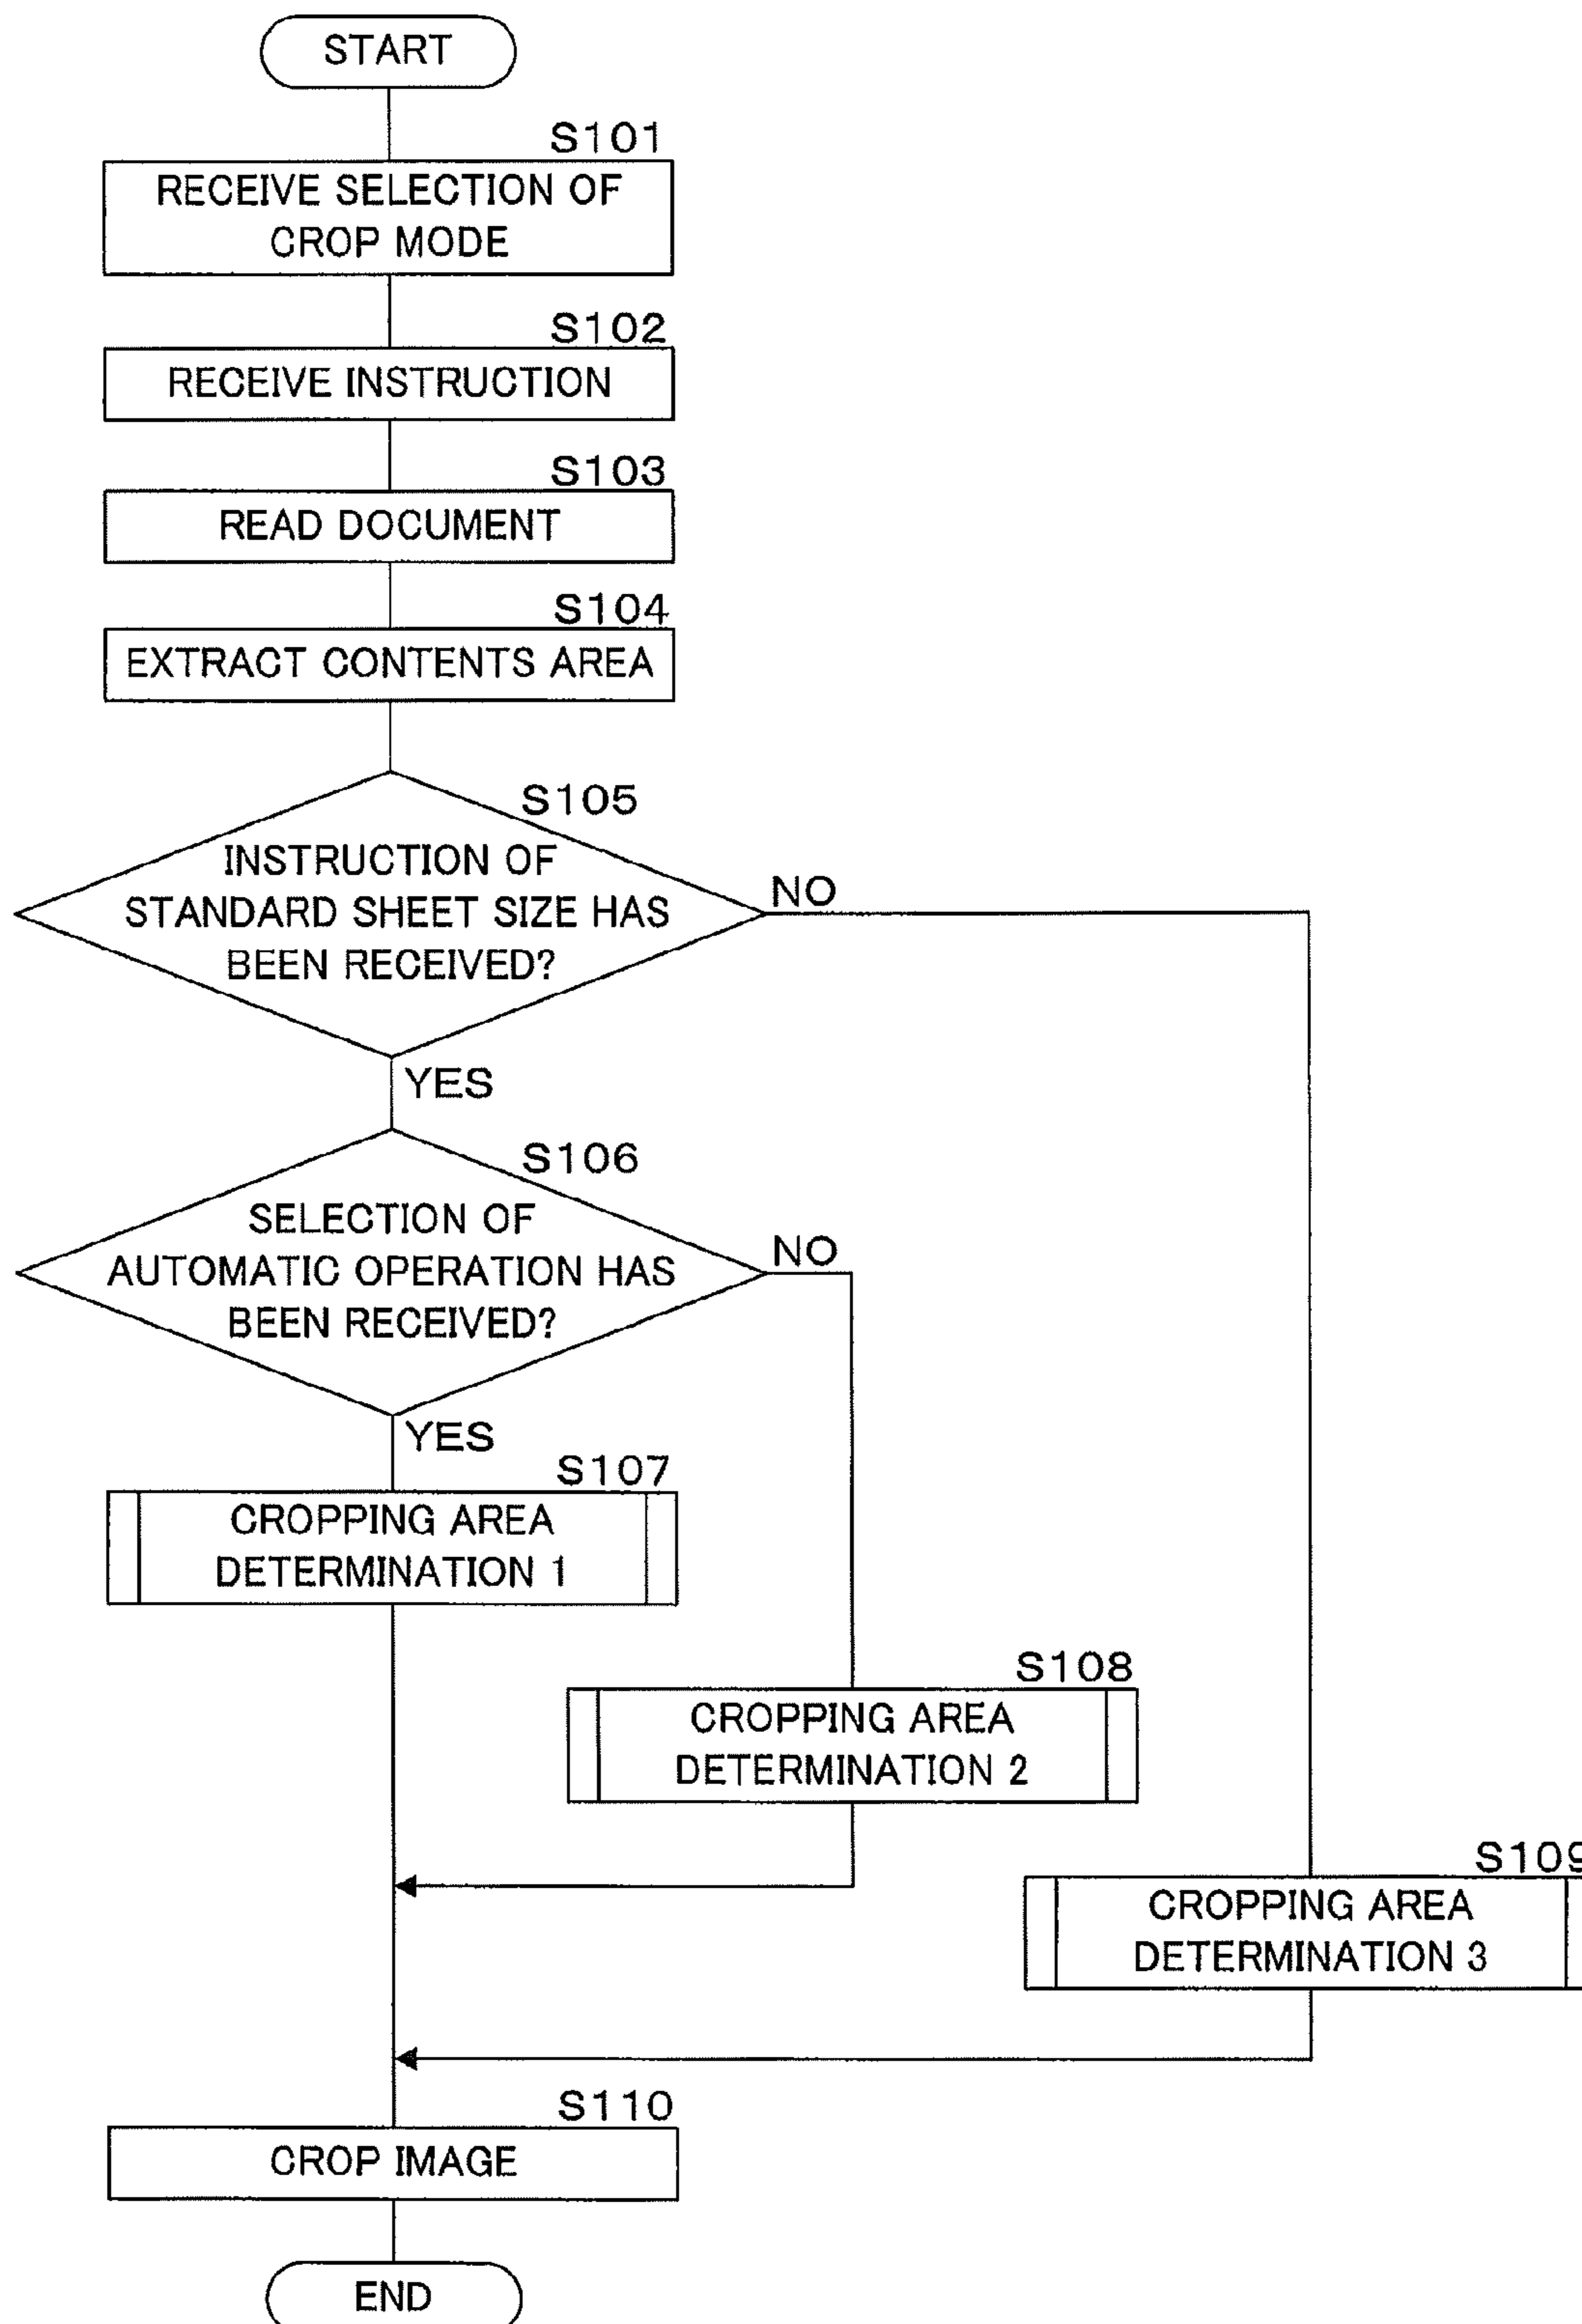 START
S101
RECEIVE SELECTION OF
CROP MODE
S102
RECEIVE INSTRUCTION
S103
READ DOCUMENT
S104
EXTRACT CONTENTS AREA
S105
INSTRUCTION OF
STANDARD SHEET SIZE HAS
BEEN RECEIVED?
NO
YES
S106
SELECTION OF
AUTOMATIC OPERATION HAS
BEEN RECEIVED?
NO
YES
S107
CROPPING AREA
DETERMINATION 1
S108
CROPPING AREA
DETERMINATION 2
S109
CROPPING AREA
DETERMINATION 3
S110
CROP IMAGE
END